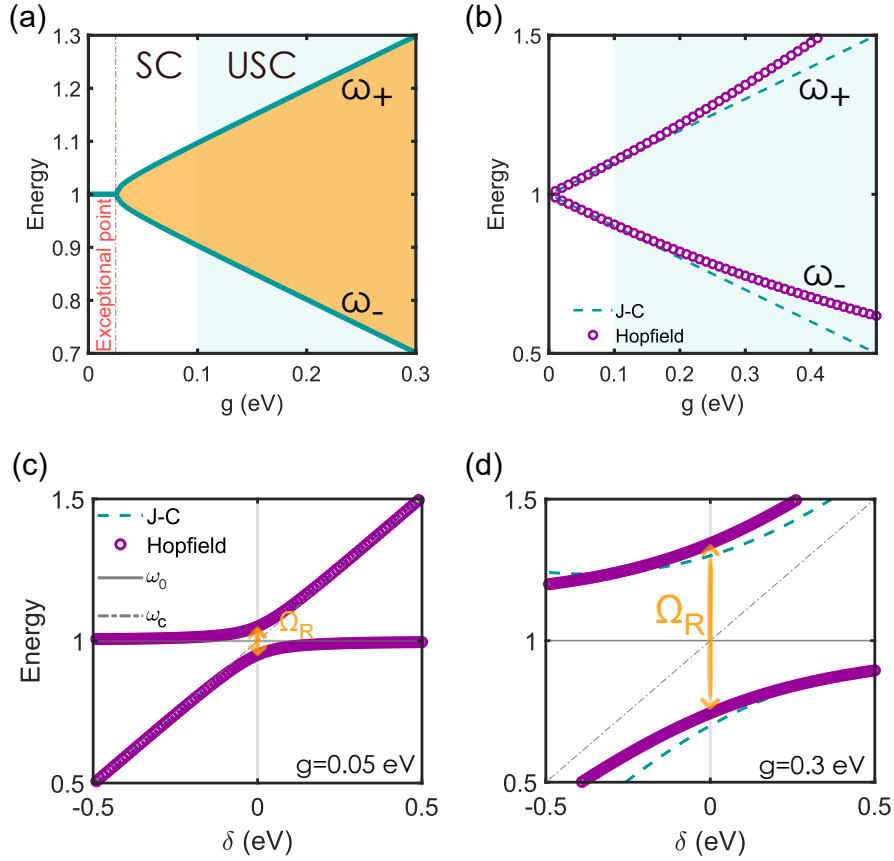 (a)
1.3
1.2
1.1
1
0.9
0.8
0.7
Energy
SC
USC
ω+
ω-
Exceptional point
0
0.1
0.2
0.3
g (eV)
(b)
1.5
1
0.5
Energy
ω+
ω-
J-C
Hopfield
0
0.1
0.2
0.3
0.4
g (eV)
(c)
1.5
1
0.5
Energy
J-C
Hopfield
ω0
ωc
ΩR
g=0.05 eV
-0.5
0
0.5
δ (eV)
(d)
1.5
1
0.5
ΩR
g=0.3 eV
-0.5
0
0.5
δ (eV)